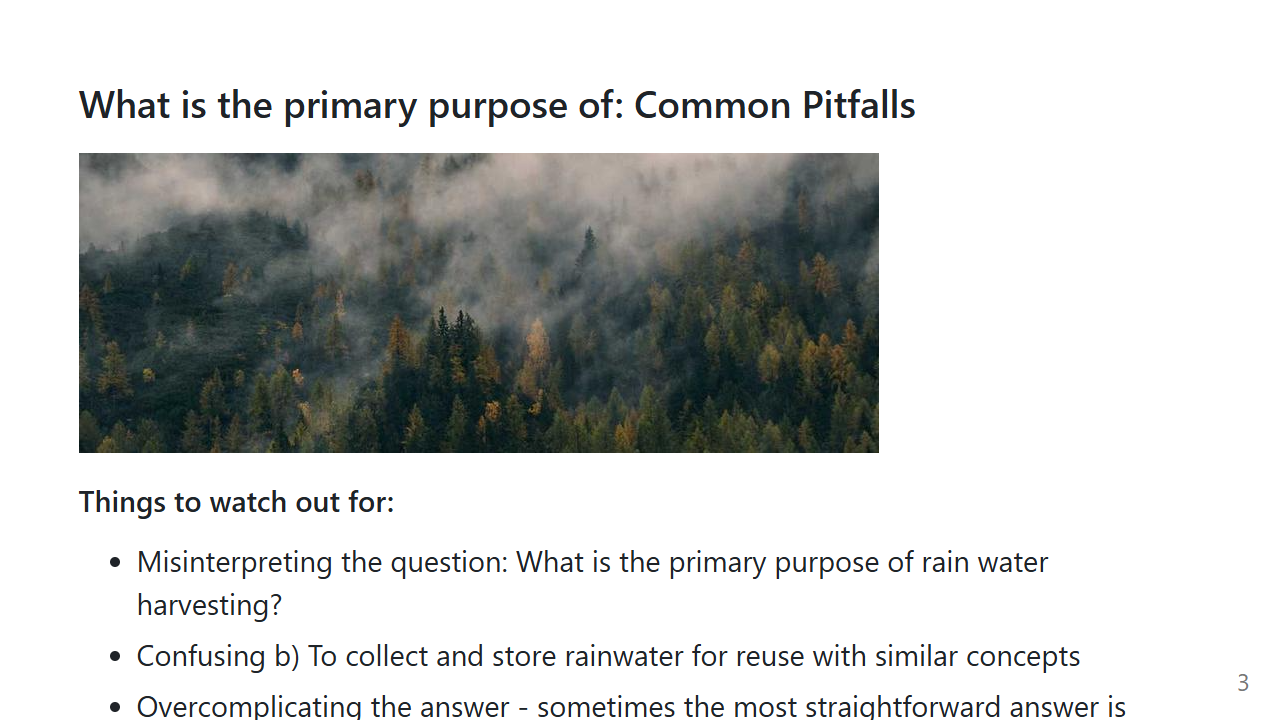 What is the primary purpose of: Common Pitfalls
Things to watch out for:
• Misinterpreting the question: What is the primary purpose of rain water
harvesting?
• Confusing b) To collect and store rainwater for reuse with similar concepts
• Overcomplicating the answer - sometimes the most straightforward answer is
3